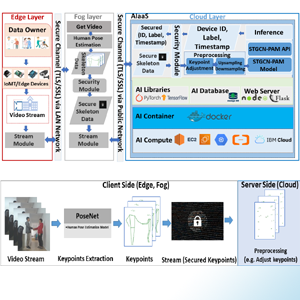 Edge Layer
Data Owner
IoMT/Edge Devices
Video Stream
Stream Module
Secure Channel (TLS/SSL) via LAN Network
Fog layer
Get Video
Human Pose
Estimation
Security
Module
Secure
Skeleton
Data
Stream Module
Secure Channel (TLS/SSL) via Public Network
AIaaS
Cloud Layer
Secured
(ID, Label,
Timestamp)
Secure
Skeleton
Data
Security Module
Device ID,
Label,
Timestamp
Inference
STGCN-PAM API
Preprocessing
Keypoint
Adjustment
Upsampling
Downsampling
STGCN-PAM
Model
AI Libraries
PyTorch TensorFlow
AI Database
Web Server
node
Flask
AI Container
docker
AI Compute
EC2
IBM Cloud
Client Side (Edge, Fog)
Server Side (Cloud)
PoseNet
Human Pose Estimation Model
Preprocessing
(e.g. Adjust keypoints)
Video Stream
Keypoints Extraction
Keypoints
Stream (Secured Keypoints)